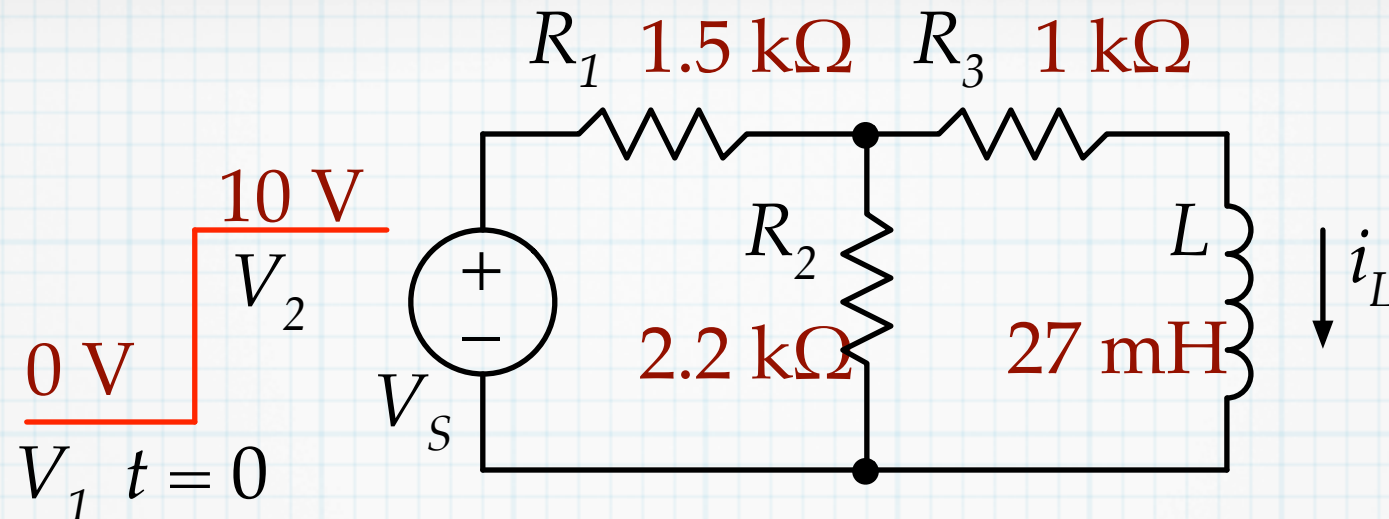 R1 1.5 kΩ R3 1 kΩ
10 V
V2
+
−
R2
L
iL
0 V
2.2 kΩ
27 mH
VS
V1 t = 0